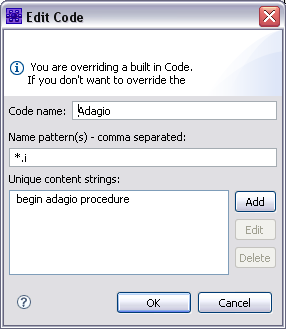 Edit Code
You are overriding a built in Code.
If you don't want to override the
Code name: Adagio
Name pattern(s) - comma separated:
*.i
Unique content strings:
begin adagio procedure
Add
Edit
Delete
OK
Cancel